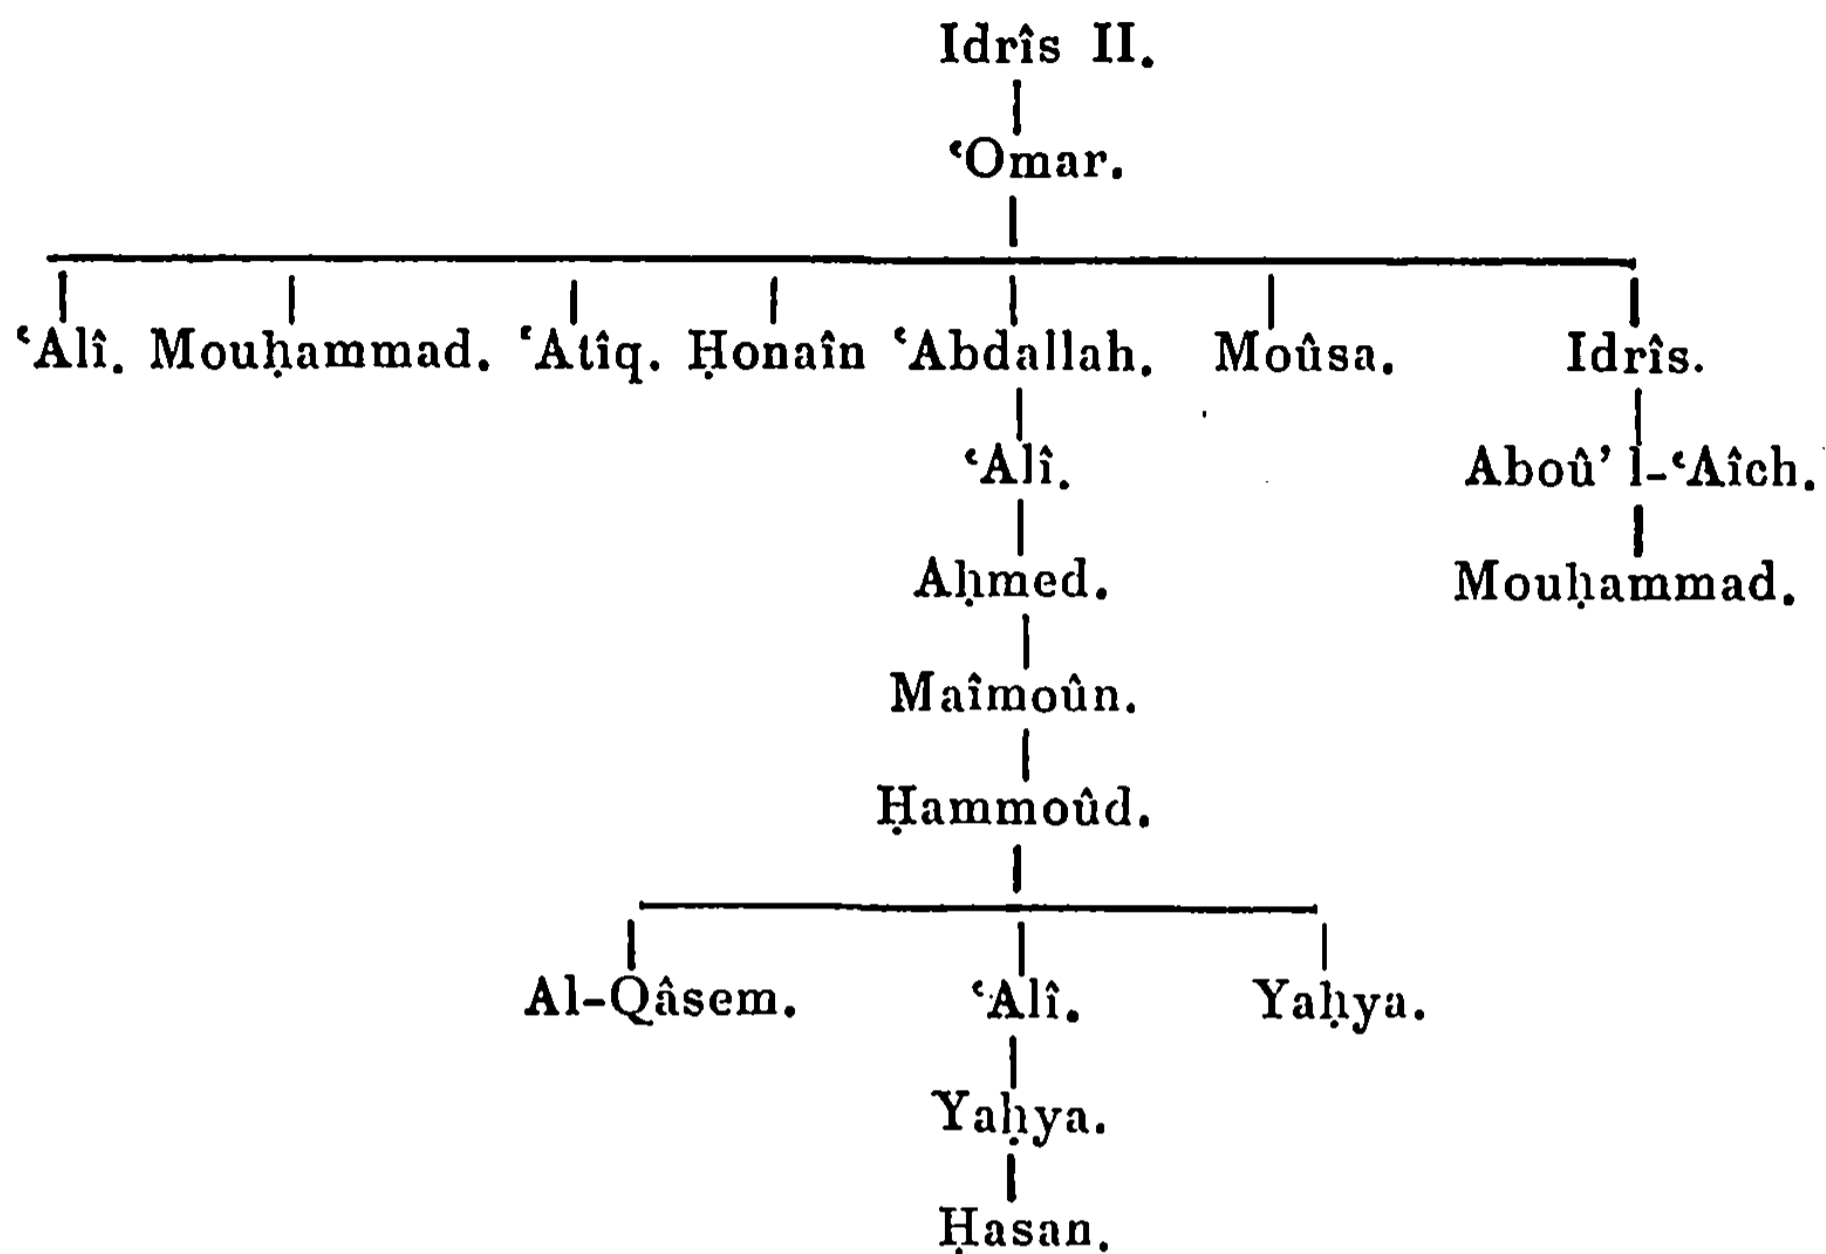 Idrîs II.
ʿOmar.
ʿAlî. Mouḥammad. ʿAtîq. Ḥonaîn ʿAbdallah. Moûsa. Idrîs.
ʿAlî. Aboû’ l-ʿAîch.
Aḥmed. Mouḥammad.
Maîmoûn.
Ḥammoûd.
Al-Qâsem. ʿAlî. Yaḥya.
Yaḥya.
Ḥasan.